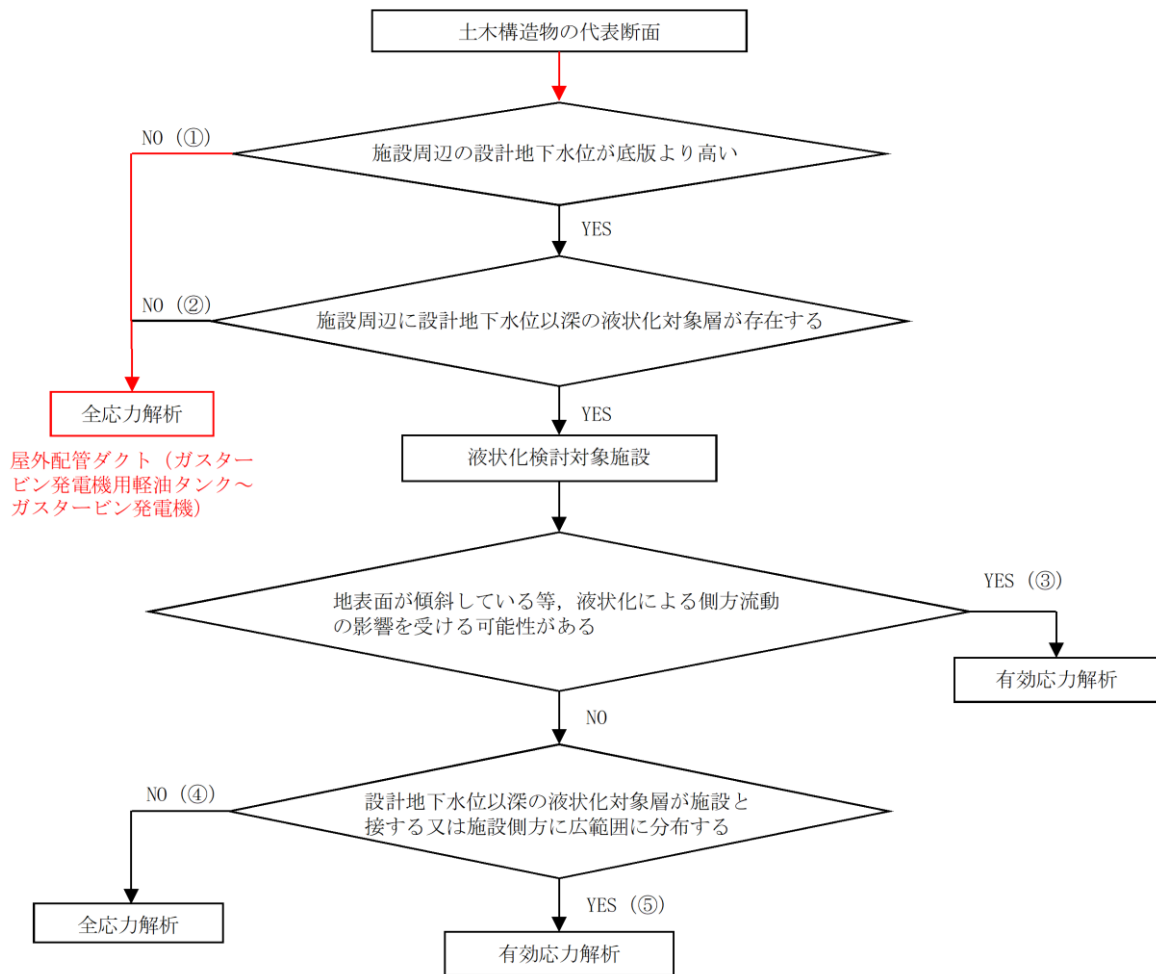 土木構造物の代表断面
NO (①)
施設周辺の設計地下水位が底版より高い
YES
NO (②)
施設周辺に設計地下水位以深の液状化対象層が存在する
全応力解析
YES
屋外配管ダクト（ガスター
ビン発電機用軽油タンク～
ガスタービン発電機）
液状化検討対象施設
YES (③)
地表面が傾斜している等，液状化による側方流動
の影響を受ける可能性がある
有効応力解析
NO
NO (④)
設計地下水位以深の液状化対象層が施設と
接する又は施設側方に広範囲に分布する
YES (⑤)
全応力解析
有効応力解析